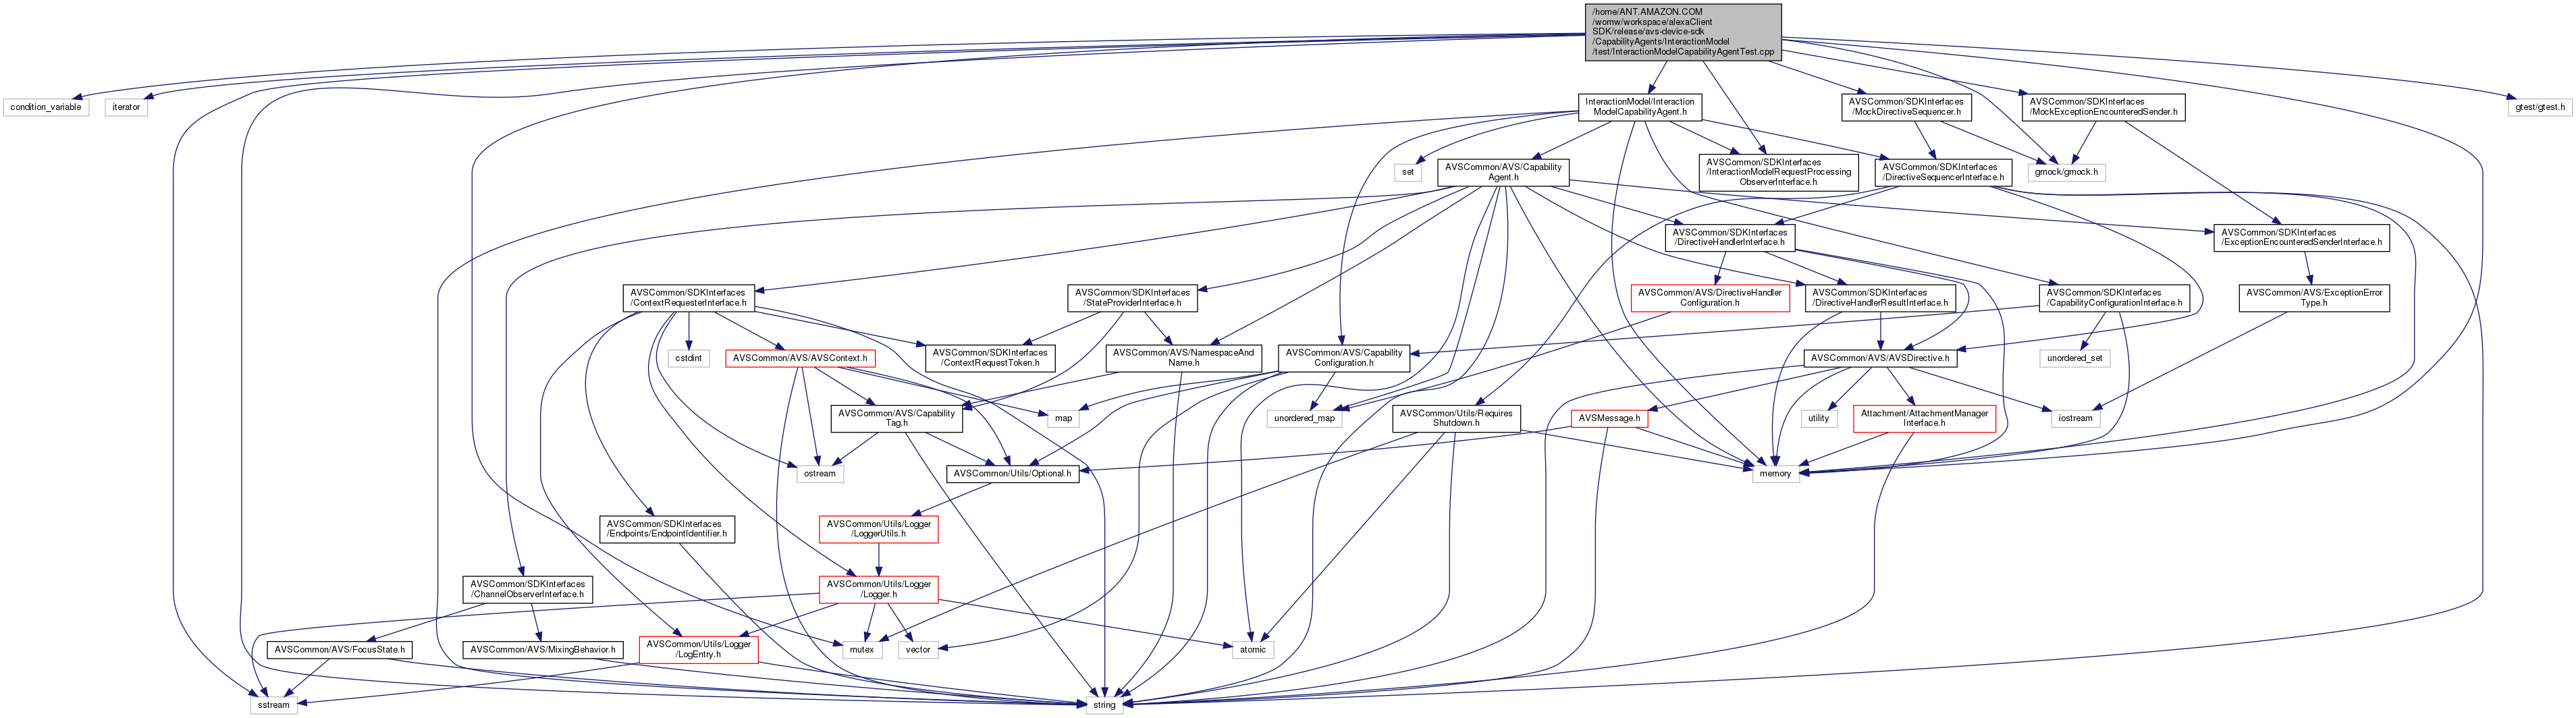 /home/ANT.AMAZON.COM
/womw/workspace/alexaClient
SDK/release/avs-device-sdk
/CapabilityAgents/InteractionModel
/test/InteractionModelCapabilityAgentTest.cpp
condition_variable
iterator
InteractionModel/Interaction
ModelCapabilityAgent.h
AVSCommon/SDKInterfaces
/MockDirectiveSequencer.h
AVSCommon/SDKInterfaces
/MockExceptionEncounteredSender.h
gtest/gtest.h
set
AVSCommon/AVS/Capability
Agent.h
AVSCommon/SDKInterfaces
/InteractionModelRequestProcessing
ObserverInterface.h
AVSCommon/SDKInterfaces
/DirectiveSequencerInterface.h
gmock/gmock.h
AVSCommon/SDKInterfaces
/DirectiveHandlerInterface.h
AVSCommon/SDKInterfaces
/ExceptionEncounteredSenderInterface.h
AVSCommon/SDKInterfaces
/ContextRequesterInterface.h
AVSCommon/SDKInterfaces
/StateProviderInterface.h
AVSCommon/AVS/DirectiveHandler
Configuration.h
AVSCommon/SDKInterfaces
/DirectiveHandlerResultInterface.h
AVSCommon/SDKInterfaces
/CapabilityConfigurationInterface.h
AVSCommon/AVS/ExceptionError
Type.h
cstdint
AVSCommon/AVS/AVSContext.h
AVSCommon/SDKInterfaces
/ContextRequestToken.h
AVSCommon/AVS/NamespaceAnd
Name.h
AVSCommon/AVS/Capability
Configuration.h
AVSCommon/AVS/AVSDirective.h
unordered_set
AVSCommon/AVS/Capability
Tag.h
map
unordered_map
AVSCommon/Utils/Requires
Shutdown.h
AVSMessage.h
utility
Attachment/AttachmentManager
Interface.h
iostream
ostream
AVSCommon/Utils/Optional.h
memory
AVSCommon/SDKInterfaces
/Endpoints/EndpointIdentifier.h
AVSCommon/Utils/Logger
/LoggerUtils.h
AVSCommon/SDKInterfaces
/ChannelObserverInterface.h
AVSCommon/Utils/Logger
/Logger.h
AVSCommon/AVS/FocusState.h
AVSCommon/AVS/MixingBehavior.h
AVSCommon/Utils/Logger
/LogEntry.h
mutex
vector
atomic
sstream
string